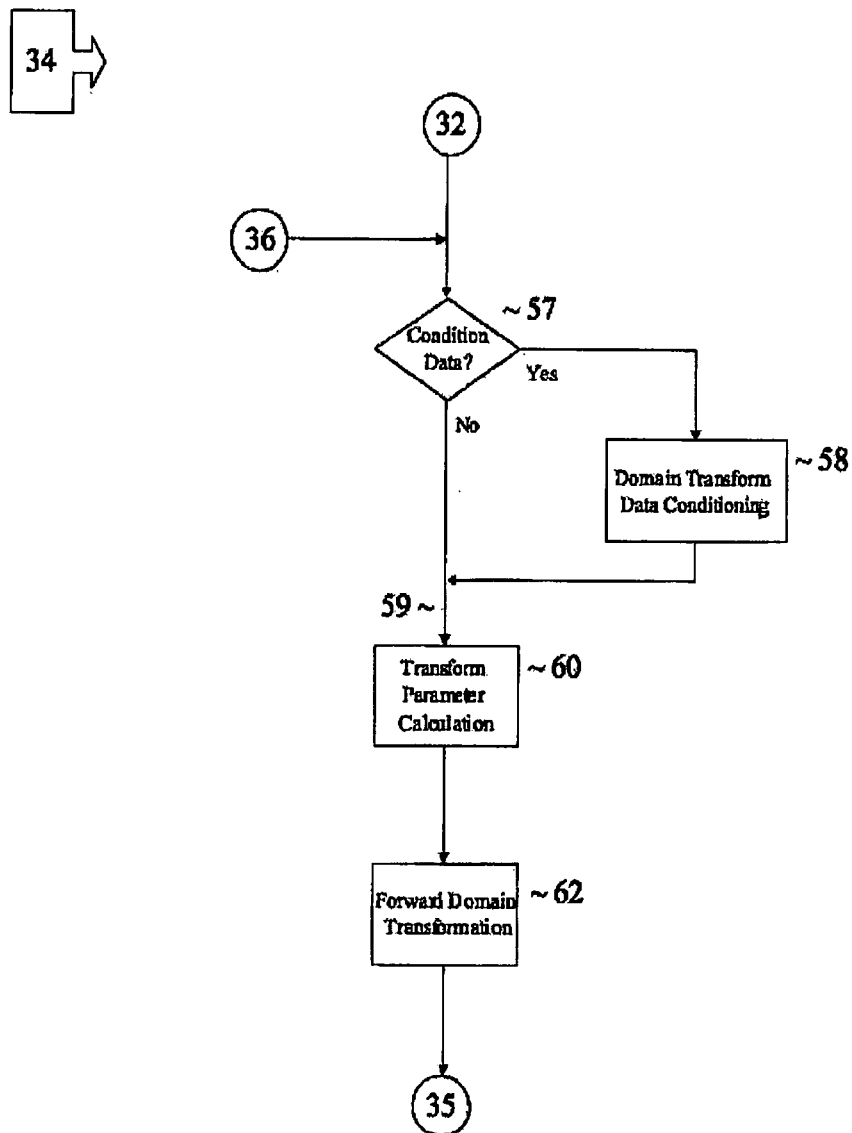 34
32
36
~ 57
Condition
Data?
Yes
No
~ 58
Domain Transform
Data Conditioning
59 ~
Transform
Parameter
Calculation
~ 60
Forward Domain
Transformation
~ 62
35